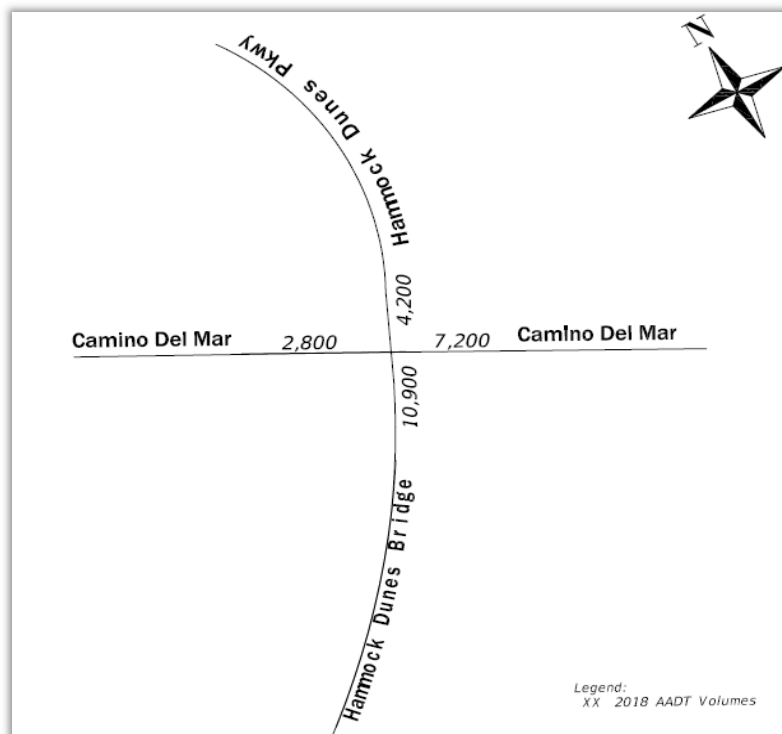 N
Hammock Dunes Pkwy
4,200
Camino Del Mar
2,800
7,200
Camino Del Mar
10,900
Hammock Dunes Bridge
Legend:
XX 2018 AADT Volumes